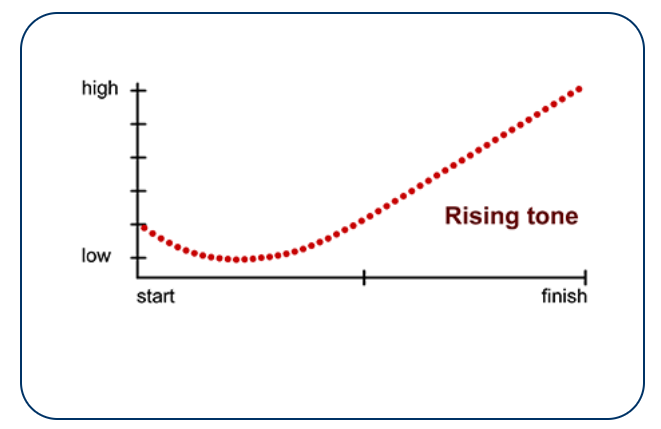 high
Rising tone
low
start
finish